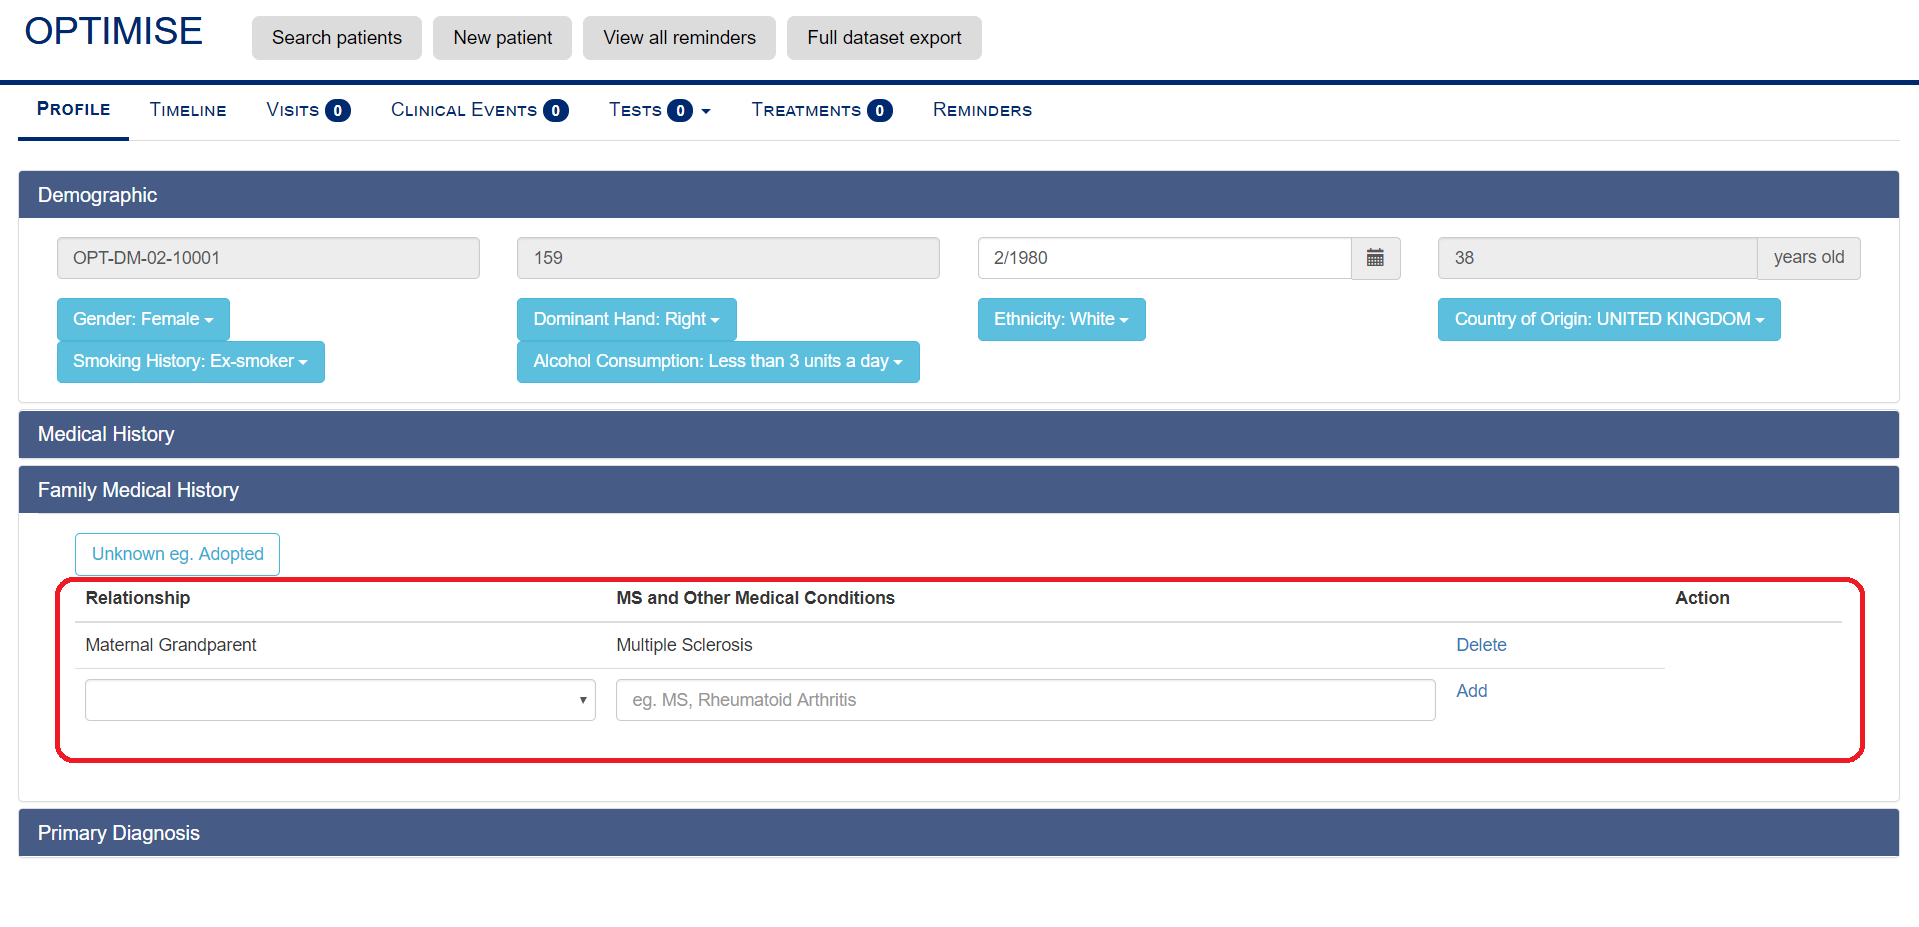 OPTIMISE Search patients New patient View all reminders Full dataset export
PROFILE TIMELINE VISITS 0 CLINICAL EVENTS 0 TESTS 0 TREATMENTS 0 REMINDERS
Demographic
OPT-DM-02-10001 159 2/1980 38 years old
Gender: Female Dominant Hand: Right Ethnicity: White Country of Origin: UNITED KINGDOM
Smoking History: Ex-smoker Alcohol Consumption: Less than 3 units a day
Medical History
Family Medical History
Unknown eg. Adopted
Relationship MS and Other Medical Conditions Action
Maternal Grandparent Multiple Sclerosis Delete
eg. MS, Rheumatoid Arthritis Add
Primary Diagnosis